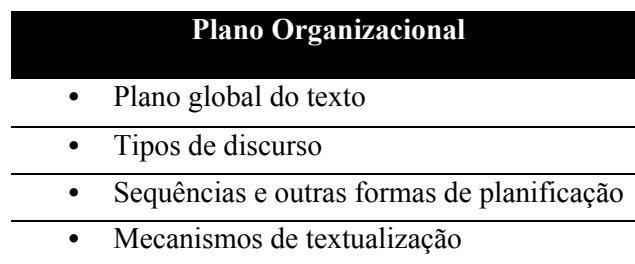 Plano Organizacional
• Plano global do texto
• Tipos de discurso
• Sequências e outras formas de planificação
• Mecanismos de textualização